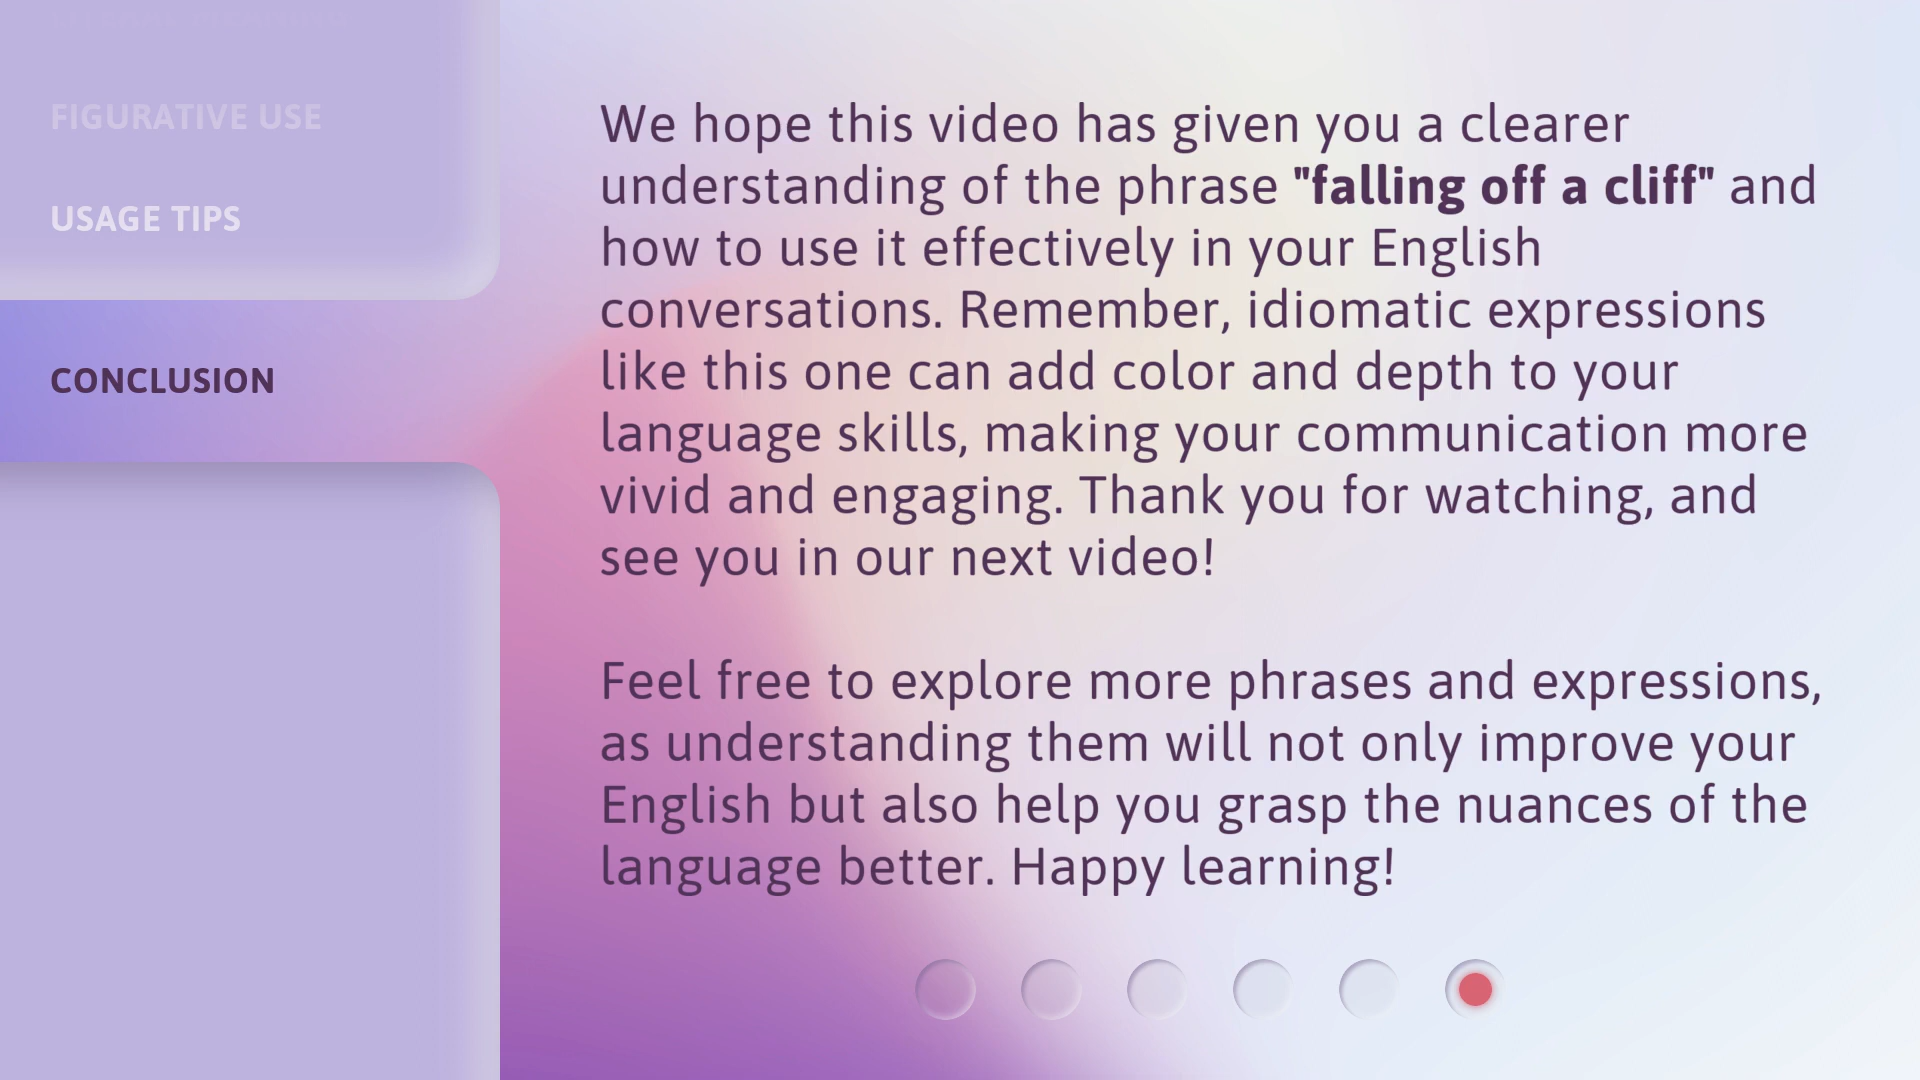 FIGURATIVE USE
USAGE TIPS
CONCLUSION
We hope this video has given you a clearer
understanding of the phrase "falling off a cliff" and
how to use it effectively in your English
conversations. Remember, idiomatic expressions
like this one can add color and depth to your
language skills, making your communication more
vivid and engaging. Thank you for watching, and
see you in our next video!
Feel free to explore more phrases and expressions,
as understanding them will not only improve your
English but also help you grasp the nuances of the
language better. Happy learning!